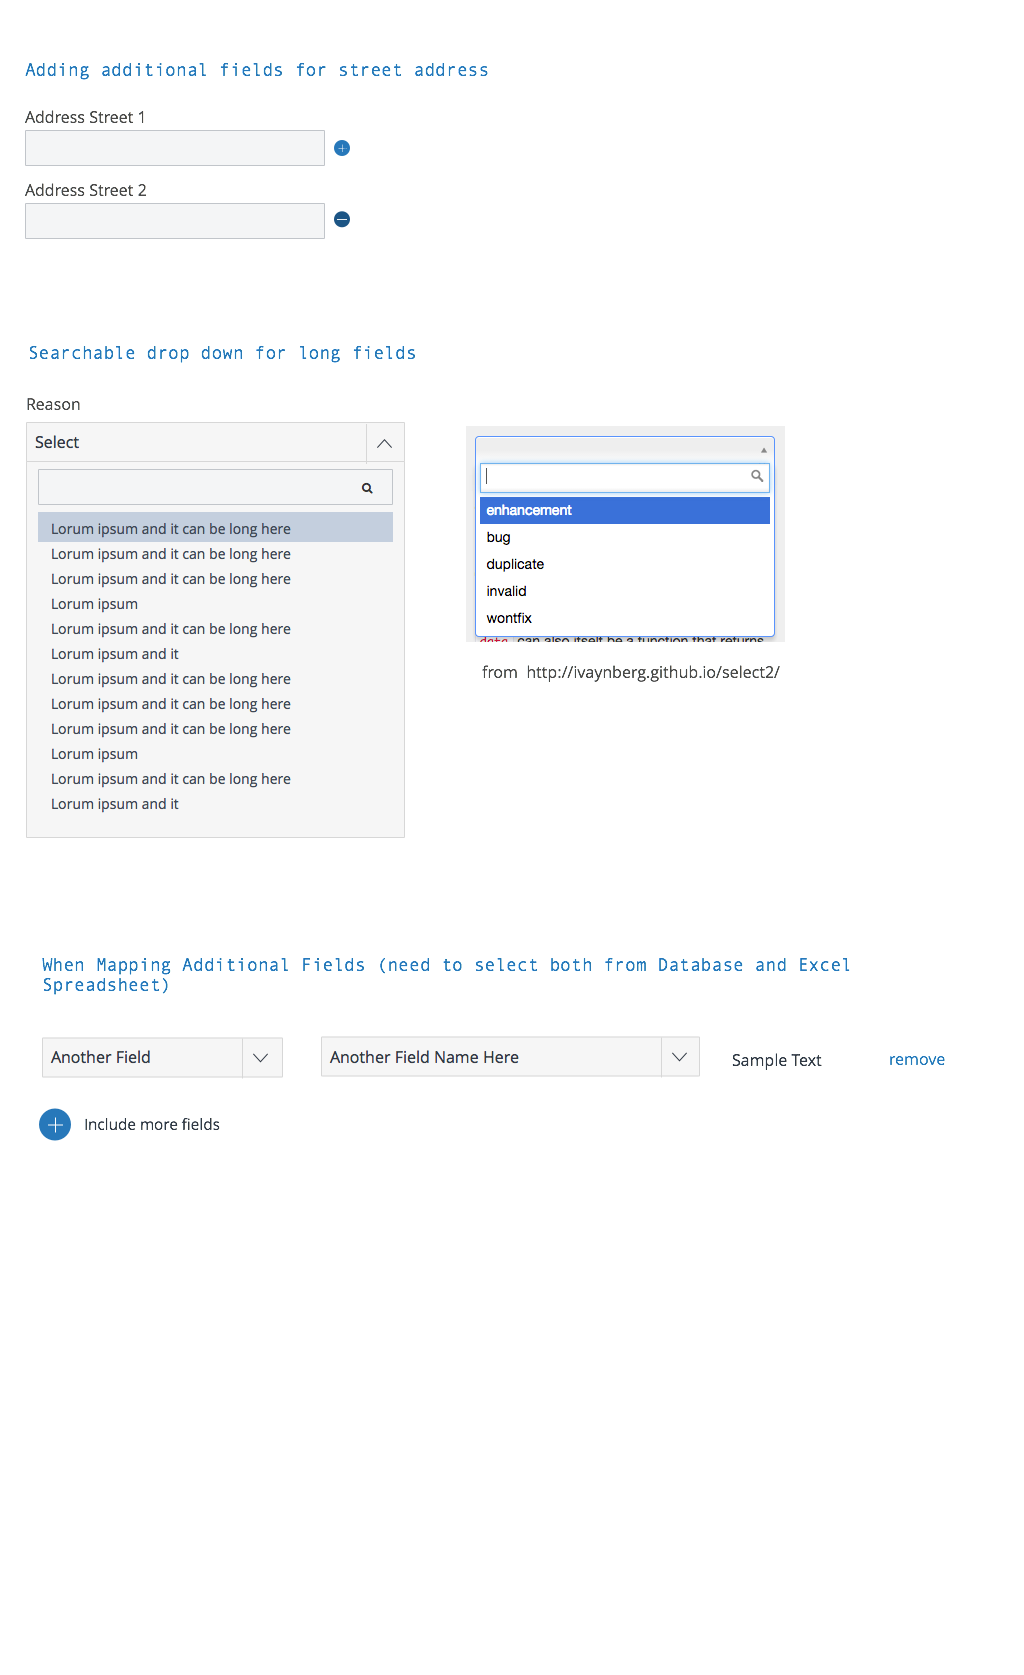 Adding additional fields for street address
Address Street 1
Address Street 2
Searchable drop down for long fields
Reason
Select
Lorum ipsum and it can be long here
Lorum ipsum and it can be long here
Lorum ipsum and it can be long here
Lorum ipsum
Lorum ipsum and it can be long here
Lorum ipsum and it
Lorum ipsum and it can be long here
Lorum ipsum and it can be long here
Lorum ipsum and it can be long here
Lorum ipsum
Lorum ipsum and it can be long here
Lorum ipsum and it
enhancement
bug
duplicate
invalid
wontfix
data can also itself be a function that returns
from http://ivaynberg.github.io/select2/
When Mapping Additional Fields (need to select both from Database and Excel
Spreadsheet)
Another Field
Another Field Name Here
Sample Text
remove
Include more fields